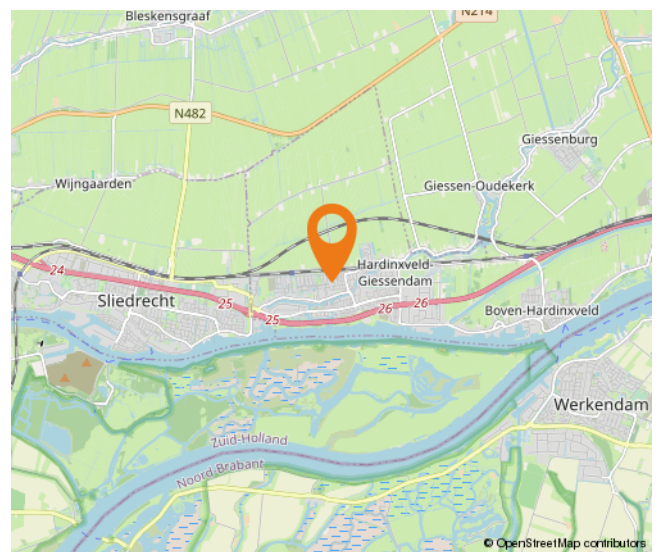 Bleskensgraaf
N214
N482
Giessenburg
Wijngaarden
Giessen-Oudekerk
Hardinxveld-
Giessendam
24
Sliedrecht
25
25
26
26
Boven-Hardinxveld
Werkendam
Zuid-Holland
Noord-Brabant
© OpenStreetMap contributors